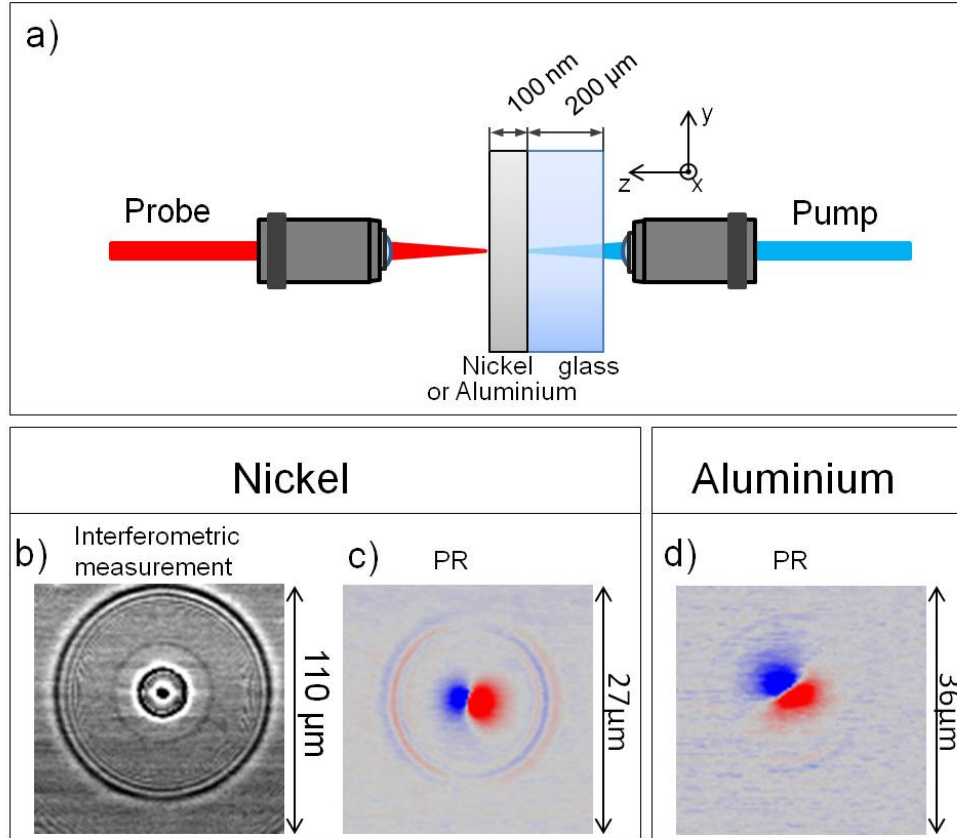 a)
100 nm
200 µm
y
z
x
Probe
Pump
Nickel glass
or Aluminium
Nickel
Aluminium
b)
Interferometric
measurement
110 µm
c)
PR
27µm
d)
PR
36µm